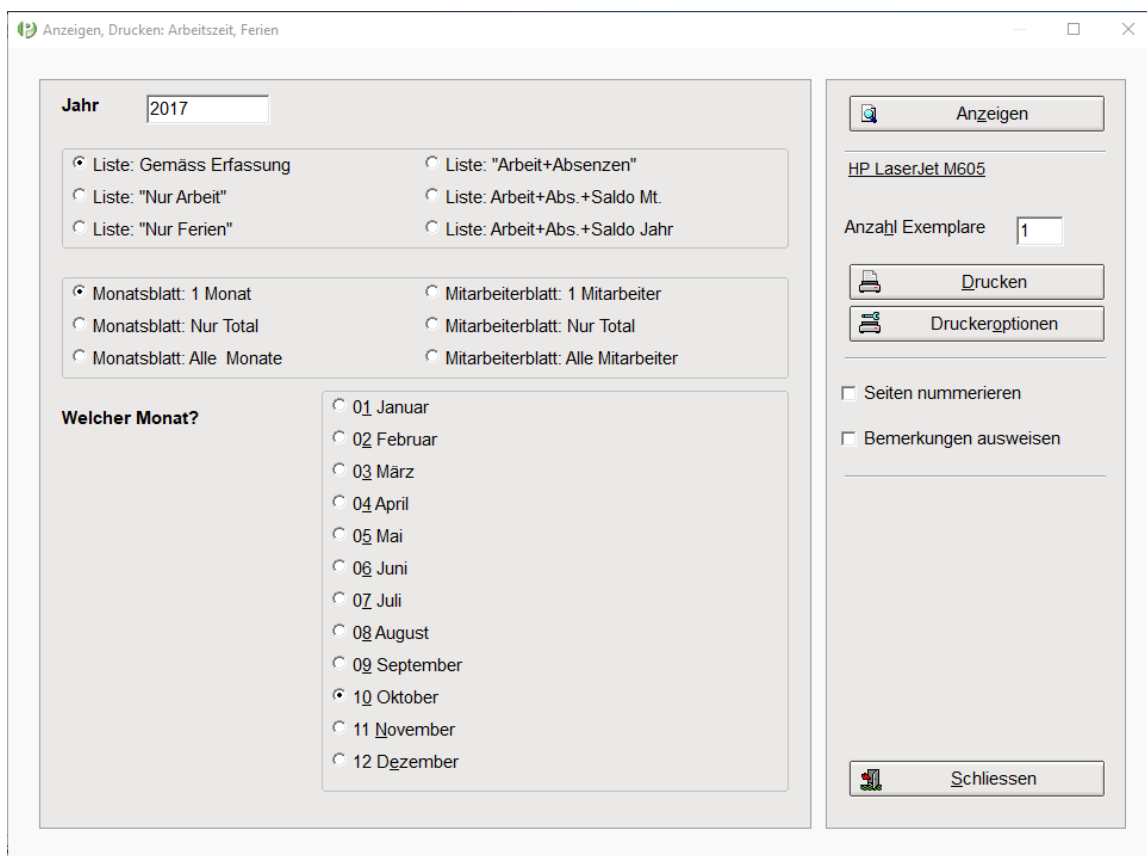 Anzeigen, Drucken: Arbeitszeit, Ferien
Jahr 2017
Liste: Gemäss Erfassung Liste: "Arbeit+Absenzen"
Liste: "Nur Arbeit" Liste: Arbeit+Abs.+Saldo Mt.
Liste: "Nur Ferien" Liste: Arbeit+Abs.+Saldo Jahr
Monatsblatt: 1 Monat Mitarbeiterblatt: 1 Mitarbeiter
Monatsblatt: Nur Total Mitarbeiterblatt: Nur Total
Monatsblatt: Alle Monate Mitarbeiterblatt: Alle Mitarbeiter
Welcher Monat?
01 Januar
02 Februar
03 März
04 April
05 Mai
06 Juni
07 Juli
08 August
09 September
10 Oktober
11 November
12 Dezember
Anzeigen
HP LaserJet M605
Anzahl Exemplare 1
Drucken
Druckeroptionen
Seiten nummerieren
Bemerkungen ausweisen
Schliessen